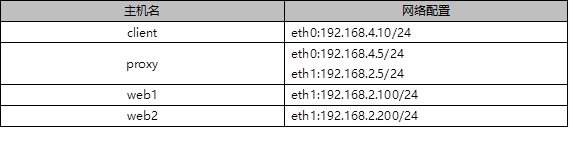 主机名 网络配置
client eth0:192.168.4.10/24
proxy eth0:192.168.4.5/24
eth1:192.168.2.5/24
web1 eth1:192.168.2.100/24
web2 eth1:192.168.2.200/24